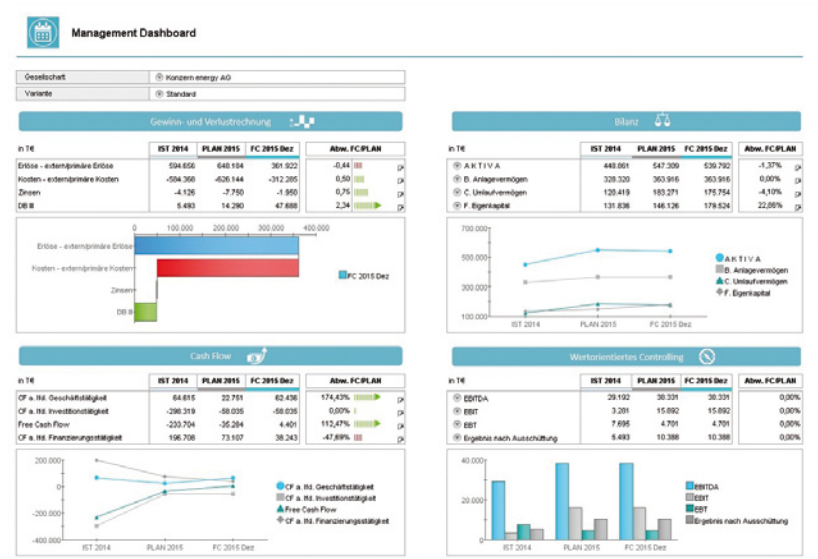 Management Dashboard
Gesellschaft Konzern energy AG
Variante Standard
Gewinn- und Verlustrechnung
in T€ IST 2014 PLAN 2015 FC 2015 Dez Abw. FC/PLAN
Erlöse - extern/primäre Erlöse 594.656 648.184 361.922 -0,44
Kosten - extern/primäre Kosten -584.368 -626.144 -312.285 0,50
Zinsen -4.126 -7.750 -1.950 0,75
DB III 5.493 14.290 47.688 2,34
0 100.000 200.000 300.000 400.000
Erlöse - extern/primäre Erlöse
Kosten - extern/primäre Kosten
Zinsen
DB III
FC 2015 Dez
Bilanz
in T€ IST 2014 PLAN 2015 FC 2015 Dez Abw. FC/PLAN
A K T I V A 448.861 547.309 539.792 -1,37%
B. Anlagevermögen 328.320 363.916 363.916 0,00%
C. Umlaufvermögen 120.419 183.271 175.754 -4,10%
F. Eigenkapital 131.836 146.126 179.524 22,86%
700.000
500.000
300.000
100.000
IST 2014 PLAN 2015 FC 2015 Dez
A K T I V A
B. Anlagevermögen
C. Umlaufvermögen
F. Eigenkapital
Cash Flow
in T€ IST 2014 PLAN 2015 FC 2015 Dez Abw. FC/PLAN
CF a. lfd. Geschäftstätigkeit 64.615 22.751 62.436 174,43%
CF a. lfd. Investitionstätigkeit -298.319 -58.035 -58.035 0,00%
Free Cash Flow -233.704 -35.284 4.401 112,47%
CF a. lfd. Finanzierungstätigkeit 196.708 73.107 38.243 -47,69%
200.000
0
-200.000
-400.000
IST 2014 PLAN 2015 FC 2015 Dez
CF a. lfd. Geschäftstätigkeit
CF a. lfd. Investitionstätigkeit
Free Cash Flow
CF a. lfd. Finanzierungstätigkeit
Wertorientiertes Controlling
in T€ IST 2014 PLAN 2015 FC 2015 Dez Abw. FC/PLAN
EBITDA 29.192 38.331 38.331 0,00%
EBIT 3.281 15.892 15.892 0,00%
EBT 7.695 4.701 4.701 0,00%
Ergebnis nach Ausschüttung 5.493 10.388 10.388 0,00%
40.000
20.000
0
IST 2014 PLAN 2015 FC 2015 Dez
EBITDA
EBIT
EBT
Ergebnis nach Ausschüttung